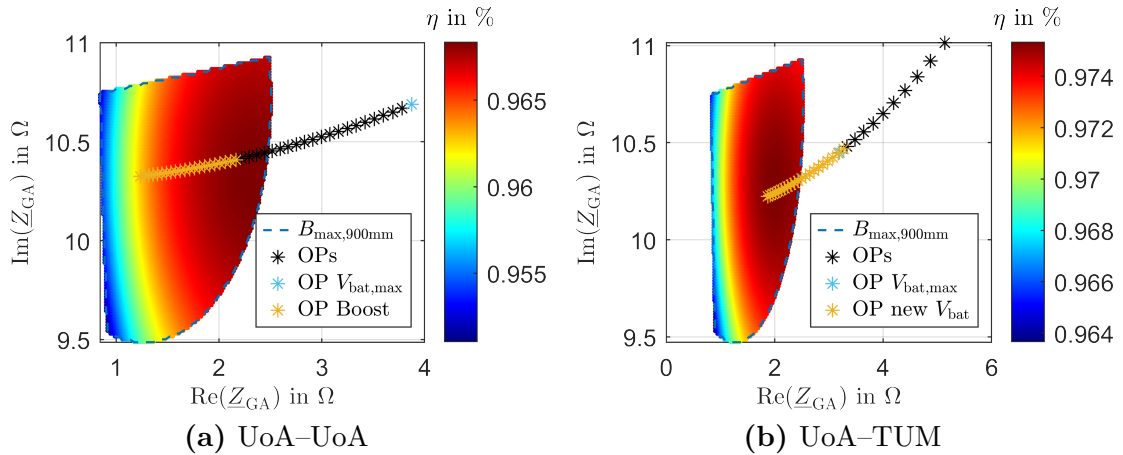 η in %
11
10.5
10
9.5
Im(Z_GA) in Ω
1
2
3
4
Re(Z_GA) in Ω
B_max,900mm
OPs
OP V_bat,max
OP Boost
0.965
0.96
0.955
(a) UoA–UoA
η in %
11
10.5
10
9.5
Im(Z_GA) in Ω
0
2
4
6
Re(Z_GA) in Ω
B_max,900mm
OPs
OP V_bat,max
OP new V_bat
0.974
0.972
0.97
0.968
0.966
0.964
(b) UoA–TUM